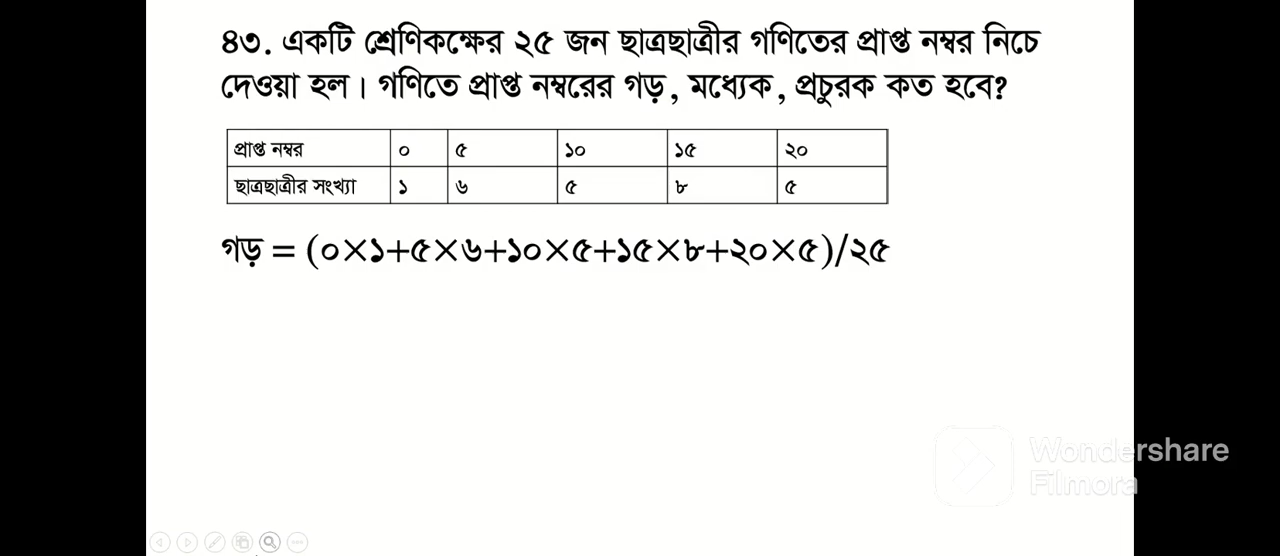 ৪৩. একটি শ্রেণিকক্ষের ২৫ জন ছাত্রছাত্রীর গণিতের প্রাপ্ত নম্বর নিচে
দেওয়া হল। গণিতে প্রাপ্ত নম্বরের গড়, মধ্যেক, প্রচুরক কত হবে?
প্রাপ্ত নম্বর ০ ৫ ১০ ১৫ ২০
ছাত্রছাত্রীর সংখ্যা ১ ৬ ৫ ৮ ৫
গড় = (০×১+৫×৬+১০×৫+১৫×৮+২০×৫)/২৫
Wondershare
Filmora